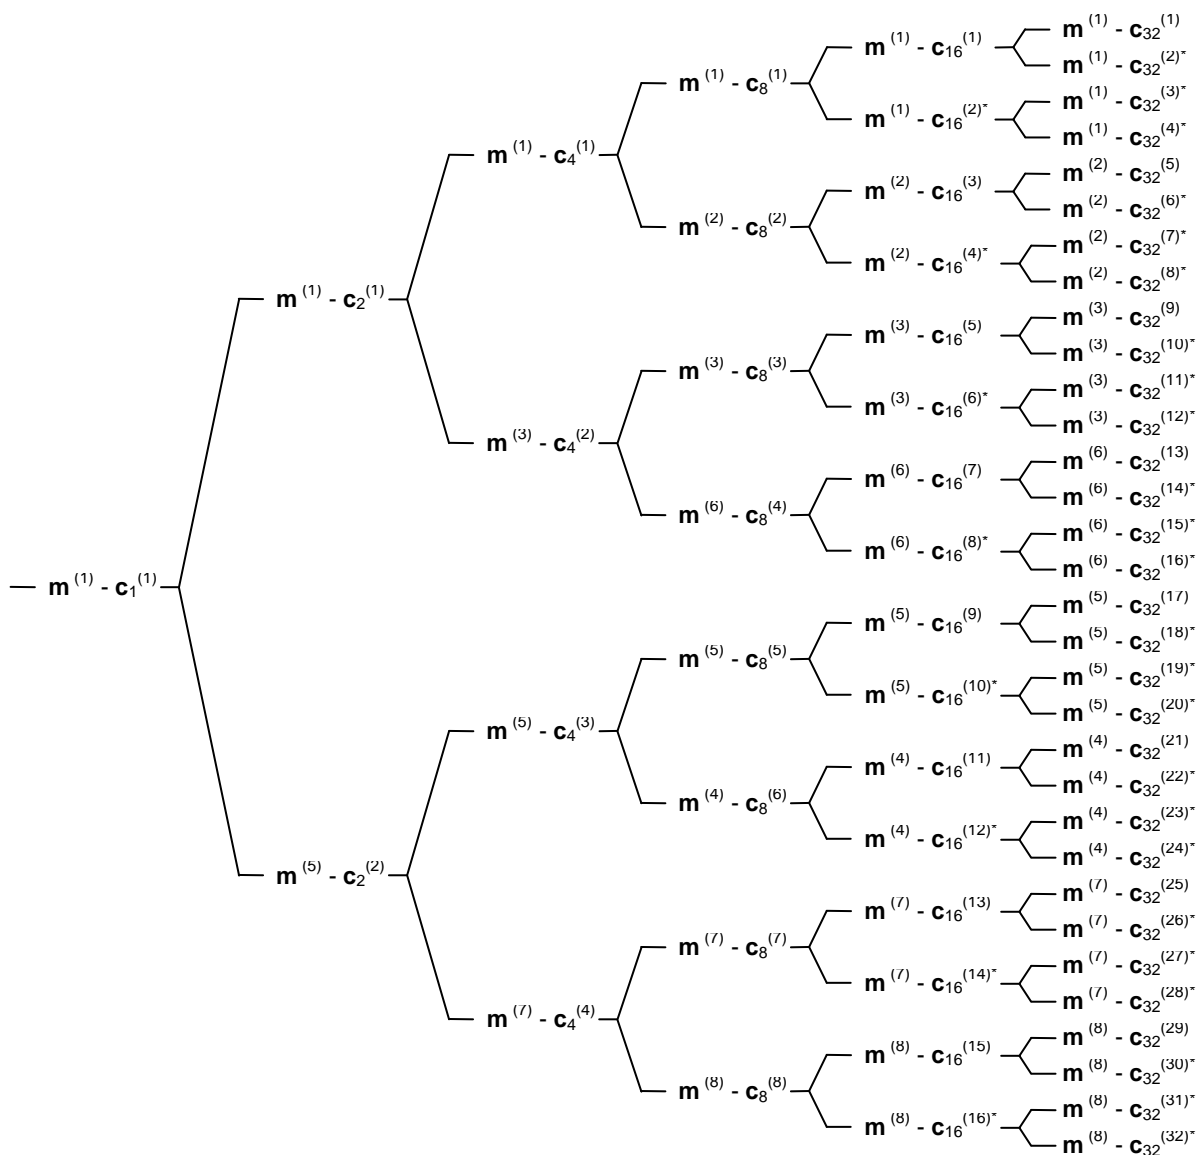 m(1) - c32(1)
m(1) - c16(1)
m(1) - c32(2)*
m(1) - c8(1)
m(1) - c32(3)*
m(1) - c16(2)*
m(1) - c32(4)*
m(1) - c4(1)
m(2) - c32(5)
m(2) - c16(3)
m(2) - c32(6)*
m(2) - c8(2)
m(2) - c32(7)*
m(2) - c16(4)*
m(2) - c32(8)*
m(1) - c2(1)
m(3) - c32(9)
m(3) - c16(5)
m(3) - c32(10)*
m(3) - c8(3)
m(3) - c32(11)*
m(3) - c16(6)*
m(3) - c32(12)*
m(3) - c4(2)
m(6) - c32(13)
m(6) - c16(7)
m(6) - c32(14)*
m(6) - c8(4)
m(6) - c32(15)*
m(6) - c16(8)*
m(6) - c32(16)*
m(1) - c1(1)
m(5) - c32(17)
m(5) - c16(9)
m(5) - c32(18)*
m(5) - c8(5)
m(5) - c32(19)*
m(5) - c16(10)*
m(5) - c32(20)*
m(5) - c4(3)
m(4) - c32(21)
m(4) - c16(11)
m(4) - c32(22)*
m(4) - c8(6)
m(4) - c32(23)*
m(4) - c16(12)*
m(4) - c32(24)*
m(5) - c2(2)
m(7) - c32(25)
m(7) - c16(13)
m(7) - c32(26)*
m(7) - c8(7)
m(7) - c32(27)*
m(7) - c16(14)*
m(7) - c32(28)*
m(7) - c4(4)
m(8) - c32(29)
m(8) - c16(15)
m(8) - c32(30)*
m(8) - c8(8)
m(8) - c32(31)*
m(8) - c16(16)*
m(8) - c32(32)*